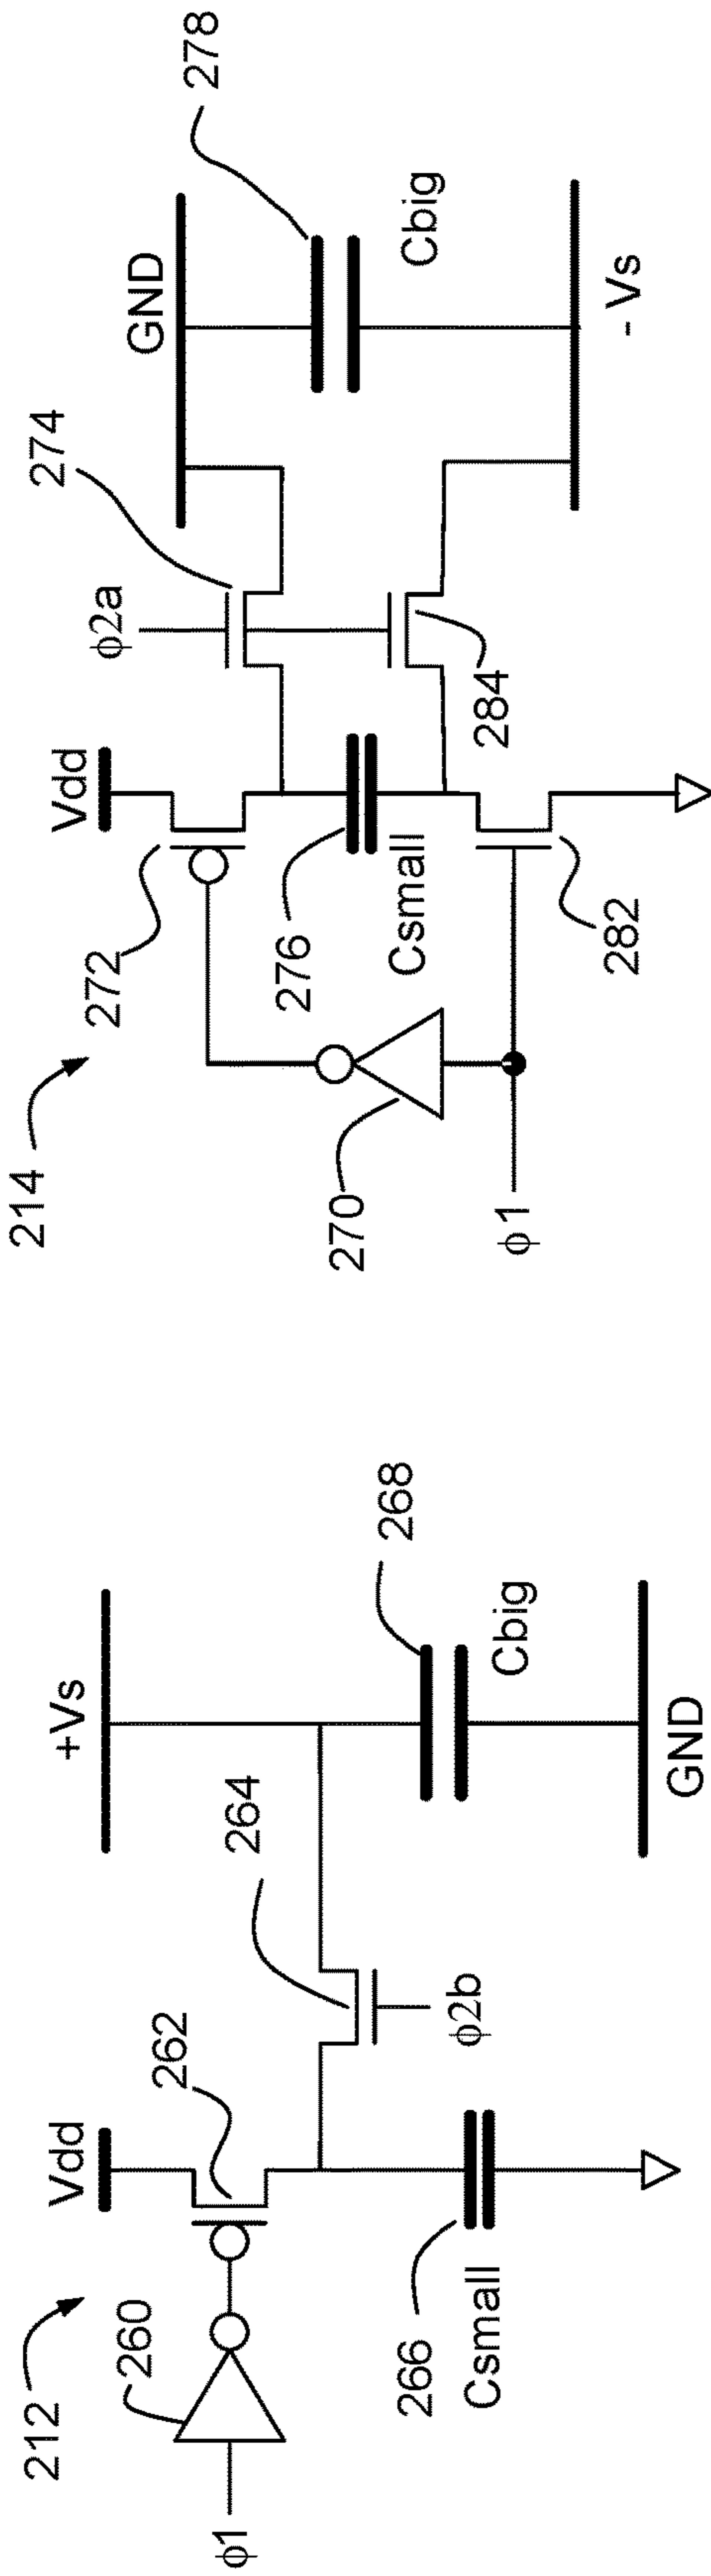 212
ϕ1
260
Vdd
262
264
ϕ2b
266
Csmall
+Vs
268
Cbig
GND
214
272
Vdd
ϕ2a
274
GND
278
Cbig
276
Csmall
270
ϕ1
282
284
- Vs